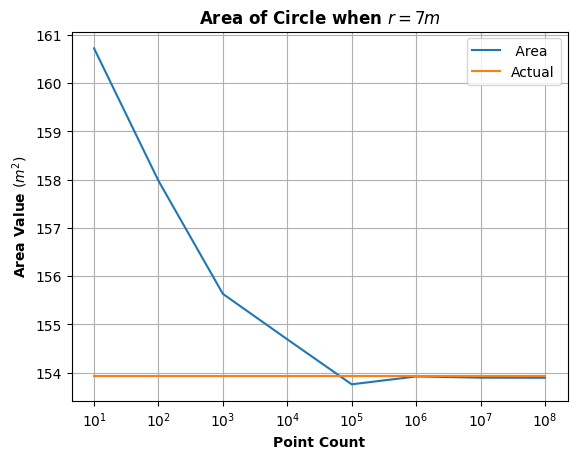 Area of Circle when r = 7m
161
160
159
158
157
156
155
154
Area Value (m²)
Area
Actual
10¹ 10² 10³ 10⁴ 10⁵ 10⁶ 10⁷ 10⁸
Point Count